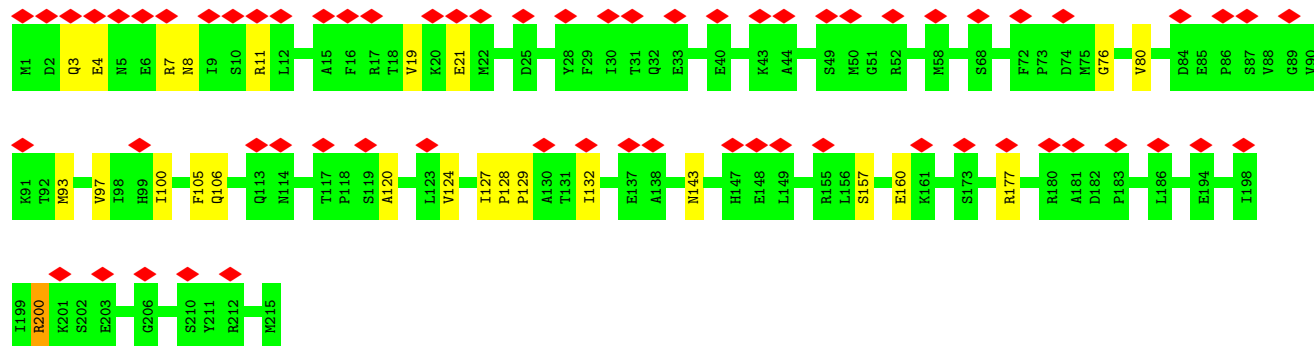 M1 D2 Q3 E4 N5 E6 R7 N8 I9 S10 R11 L12 A15 F16 R17 T18 V19 K20 E21 M22 D25 Y28 F29 I30 T31 Q32 E33 E40 K43 A44 S49 M50 G51 R52 M58 S68 F72 P73 D74 M75 G76 V80 D84 E85 P86 S87 V88 G89 V90
K91 T92 M93 V97 I98 H99 I100 F105 Q106 Q113 N114 T117 P118 S119 A120 L123 V124 I127 P128 P129 A130 T131 I132 E137 A138 N143 H147 E148 L149 R155 L156 S157 E160 K161 S173 R177 R180 A181 D182 P183 L186 E194 I198
I199 R200 K201 S202 E203 G206 S210 Y211 R212 M215